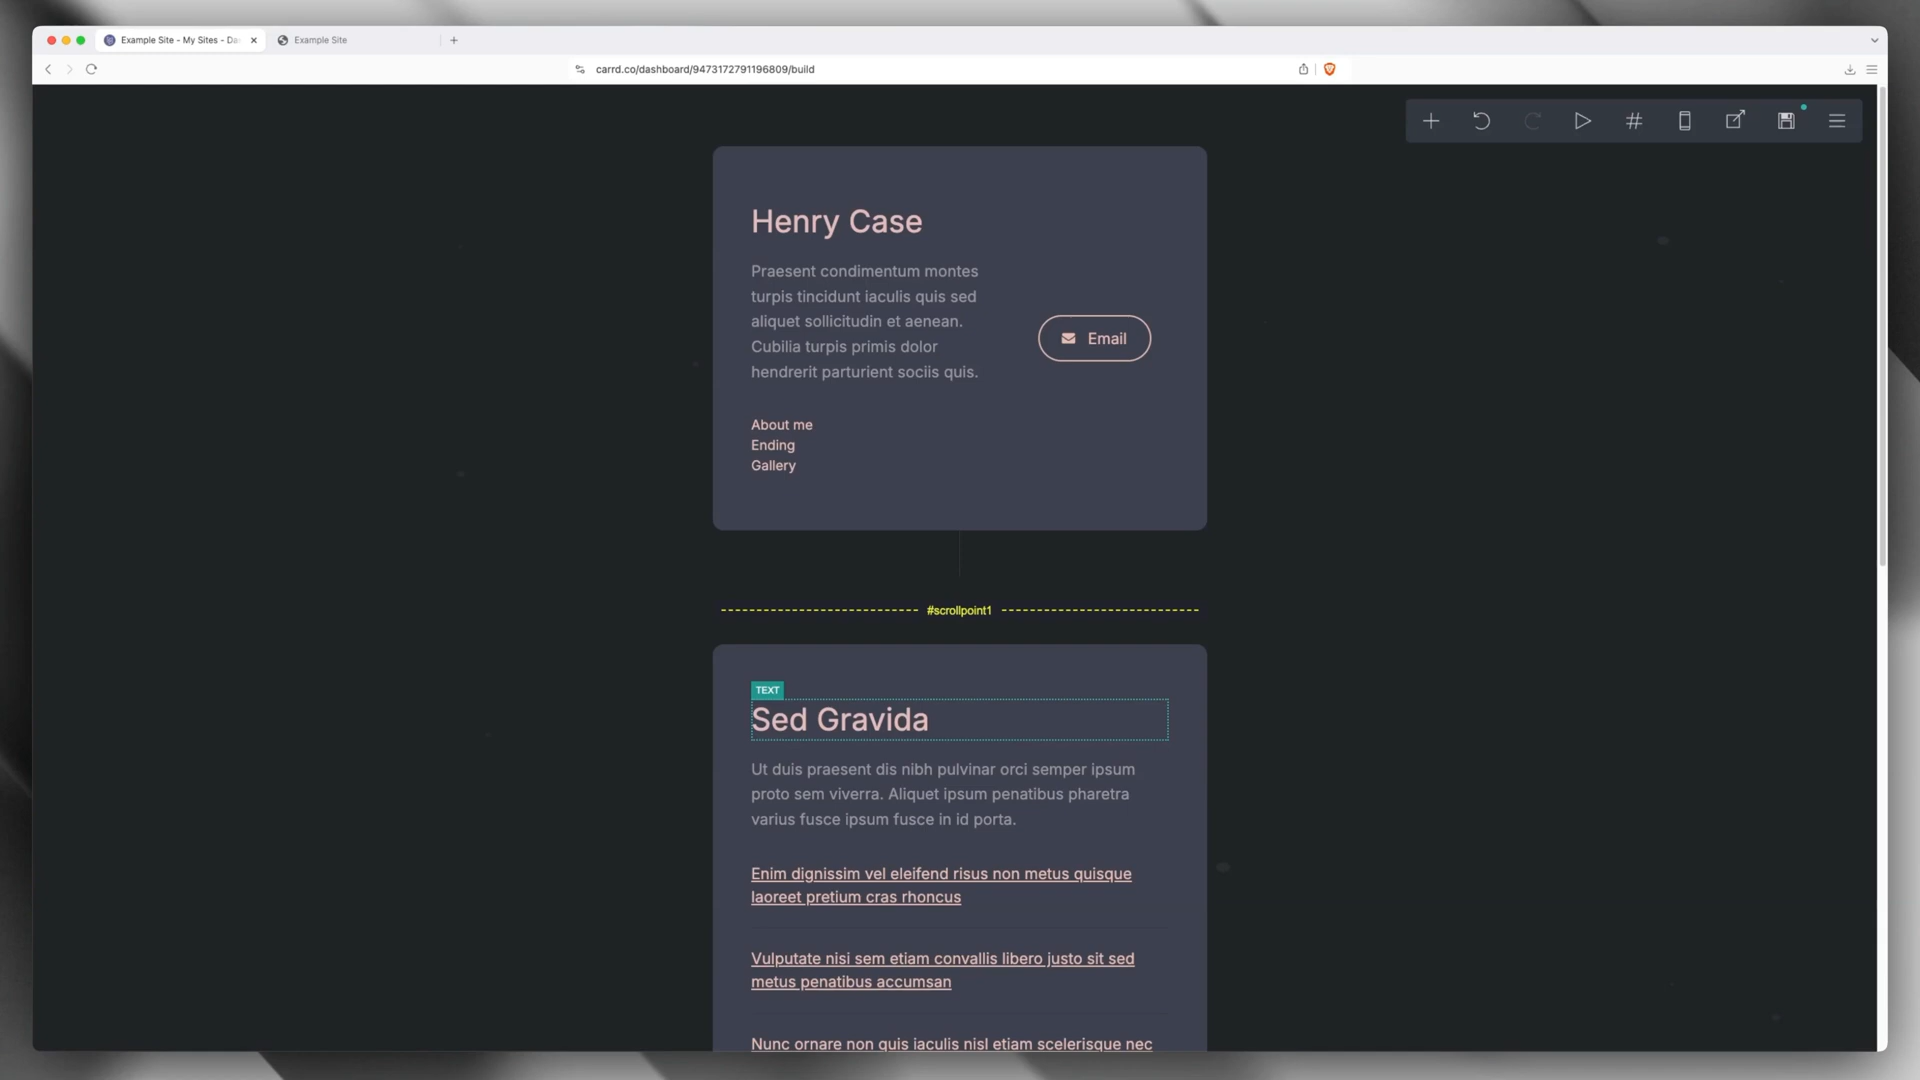 Example Site - My Sites - Da
Example Site
carrd.co/dashboard/9473172791196809/build
Henry Case
Praesent condimentum montes
turpis tincidunt iaculis quis sed
aliquet sollicitudin et aenean.
Cubilia turpis primis dolor
hendrerit parturient sociis quis.
Email
About me
Ending
Gallery
#scrollpoint1
TEXT
Sed Gravida
Ut duis praesent dis nibh pulvinar orci semper ipsum
proto sem viverra. Aliquet ipsum penatibus pharetra
varius fusce ipsum fusce in id porta.
Enim dignissim vel eleifend risus non metus quisque
laoreet pretium cras rhoncus
Vulputate nisi sem etiam convallis libero justo sit sed
metus penatibus accumsan
Nunc ornare non quis iaculis nisl etiam scelerisque nec